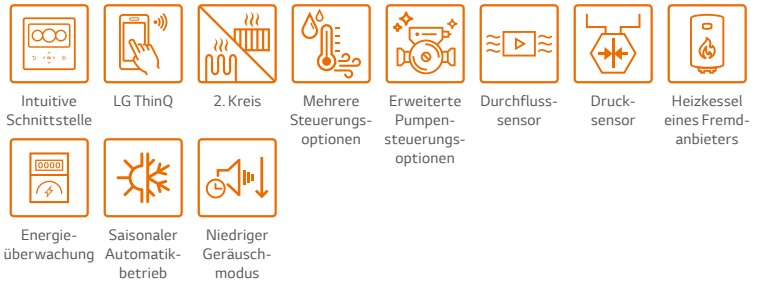 Intuitive
Schnittstelle
LG ThinQ
2. Kreis
Mehrere
Steuerungs-
optionen
Erweiterte
Pumpen-
steuerungs-
optionen
Durchfluss-
sensor
Druck-
sensor
Heizkessel
eines Fremd-
anbieters
0000
Energie-
überwachung
Saisonaler
Automatik-
betrieb
Niedriger
Geräusch-
modus